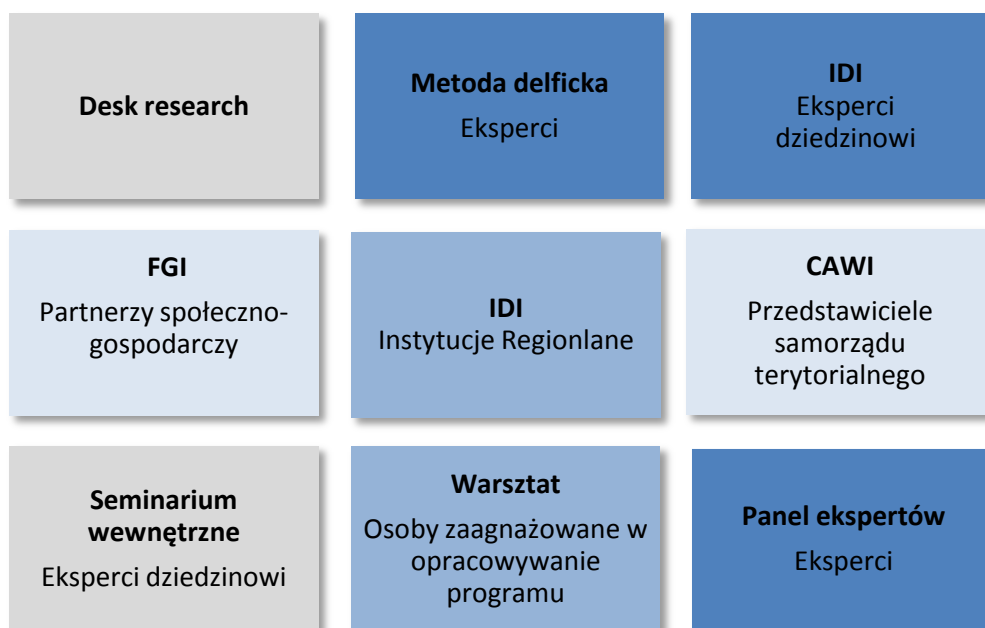 Desk research
Metoda delficka
Eksperci
IDI
Eksperci
dziedzinowi
FGI
Partnerzy społeczno-
gospodarczy
IDI
Instytucje Regionlane
CAWI
Przedstawiciele
samorządu
terytorialnego
Seminarium
wewnętrzne
Eksperci dziedzinowi
Warsztat
Osoby zaagnażowane w
opracowywanie
programu
Panel ekspertów
Eksperci